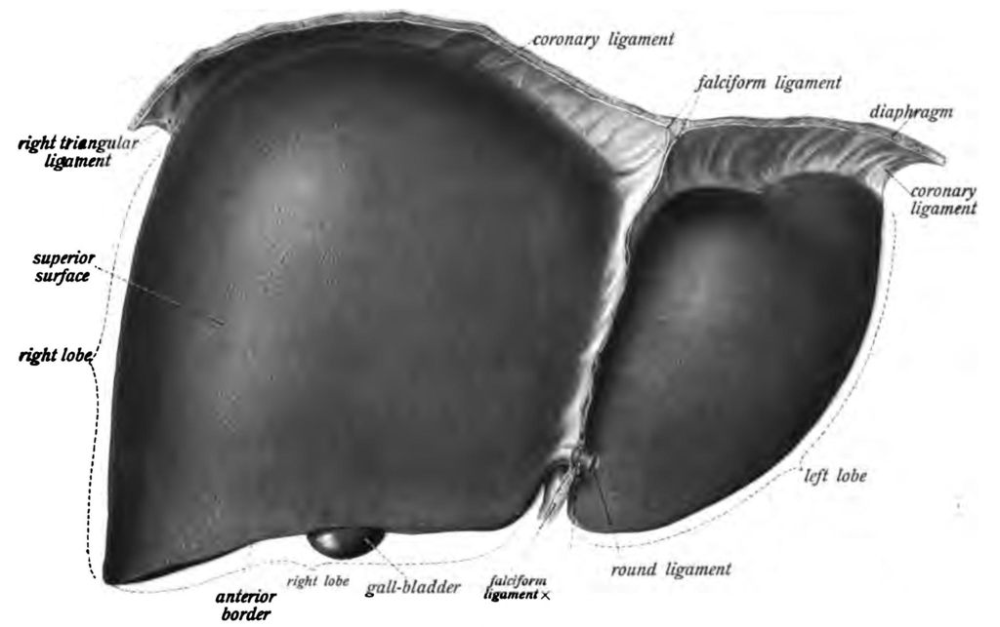 coronary ligament
falciform ligament
diaphragm
right triangular
ligament
coronary
ligament
superior
surface
right lobe
left lobe
round ligament
right lobe
gall-bladder
falciform
ligament ×
anterior
border